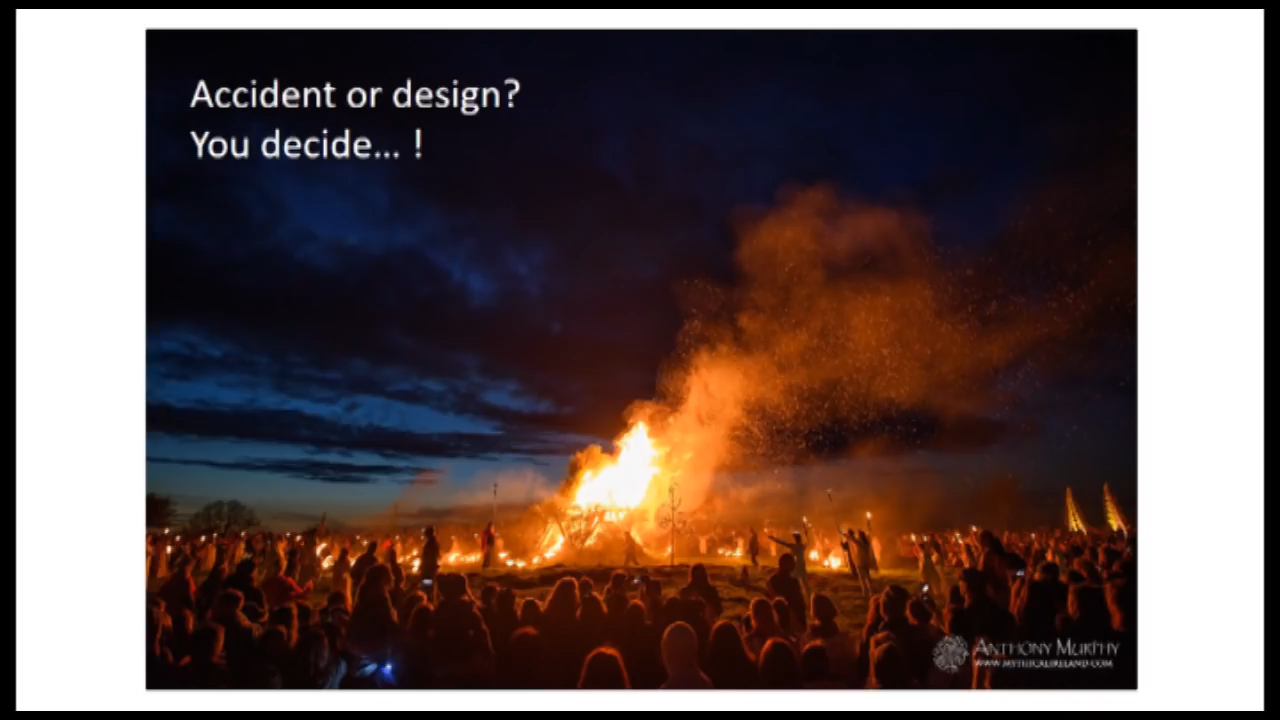 Accident or design?
You decide... !
ANTHONY MURPHY
WWW.MYTHICALIRELAND.COM